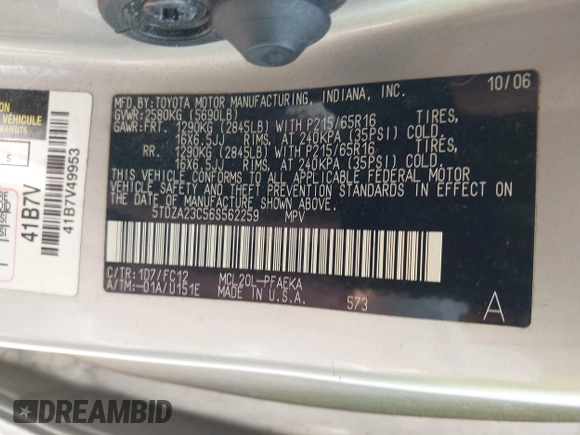 MFD. BY: TOYOTA MOTOR MANUFACTURING, INDIANA, INC. 10/06
GVWR: 2580KG (5690LB)
GAWR: FRT. 1290KG (2845LB) WITH P215/65R16 TIRES,
16X6.5JJ RIMS, AT 240KPA (35PSI) COLD.
RR. 1290KG (2845LB) WITH P215/65R16 TIRES,
16X6.5JJ RIMS, AT 240KPA (35PSI) COLD.
THIS VEHICLE CONFORMS TO ALL APPLICABLE FEDERAL MOTOR
VEHICLE SAFETY AND THEFT PREVENTION STANDARDS IN EFFECT ON
THE DATE OF MANUFACTURE SHOWN ABOVE.
5TDZA23C56S562259 MPV
C/TR: 1D7/FC12 MCL20L-PFAEKA
A/TM:-01A/U151E MADE IN U.S.A.
573
A
VEHICLE
5
41B7V
41B7V49953
DREAMBID